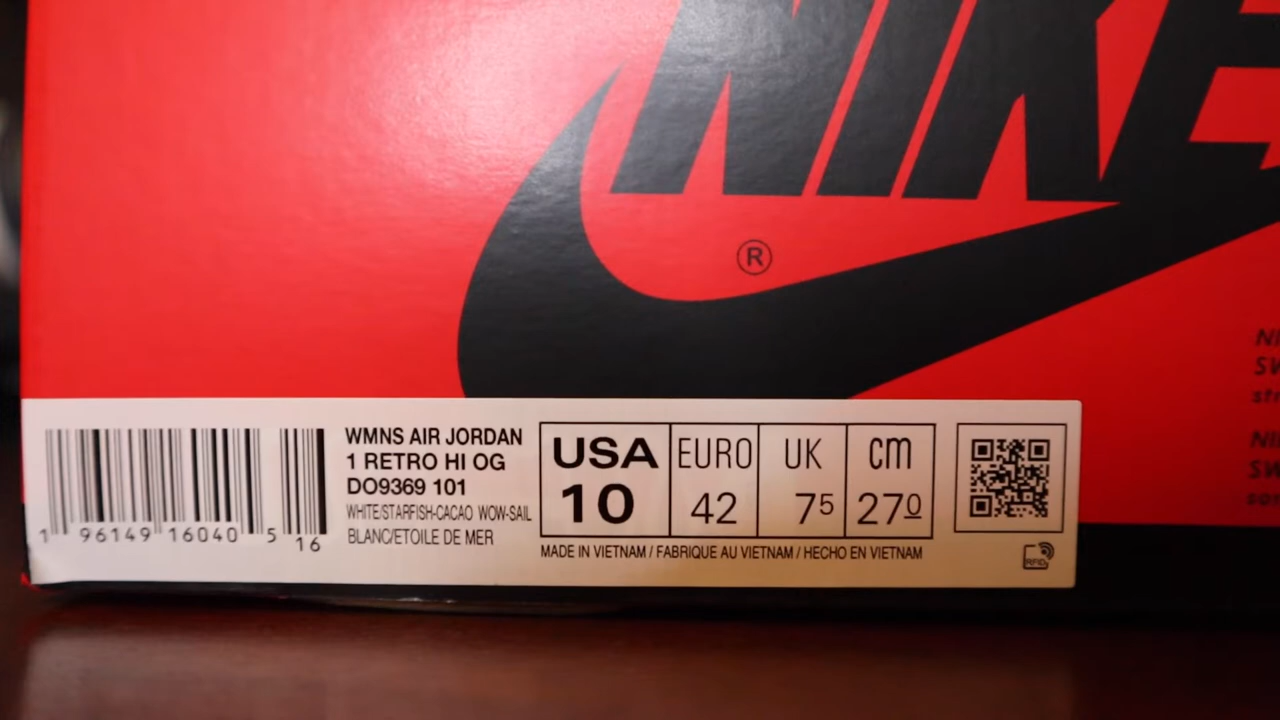 NIKE
®
WMNS AIR JORDAN
1 RETRO HI OG
DO9369 101
WHITE/STARFISH-CACAO WOW-SAIL
BLANC/ETOILE DE MER
1 96149 16040 5 16
USA EURO UK cm
10 42 75 270
MADE IN VIETNAM / FABRIQUE AU VIETNAM / HECHO EN VIETNAM
RFID